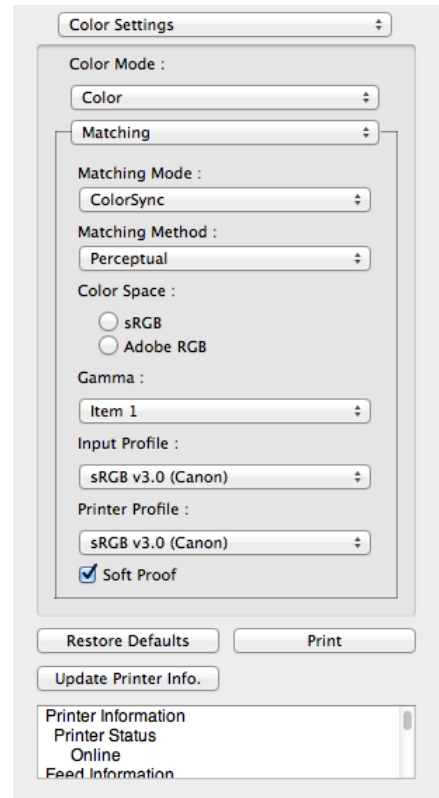 Color Settings
Color Mode :
Color
Matching
Matching Mode :
ColorSync
Matching Method :
Perceptual
Color Space :
sRGB
Adobe RGB
Gamma :
Item 1
Input Profile :
sRGB v3.0 (Canon)
Printer Profile :
sRGB v3.0 (Canon)
Soft Proof
Restore Defaults Print
Update Printer Info.
Printer Information
Printer Status
Online
Feed Information